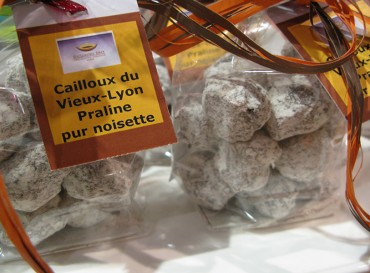 Cailloux du
Vieux-Lyon
Praline
pur noisette